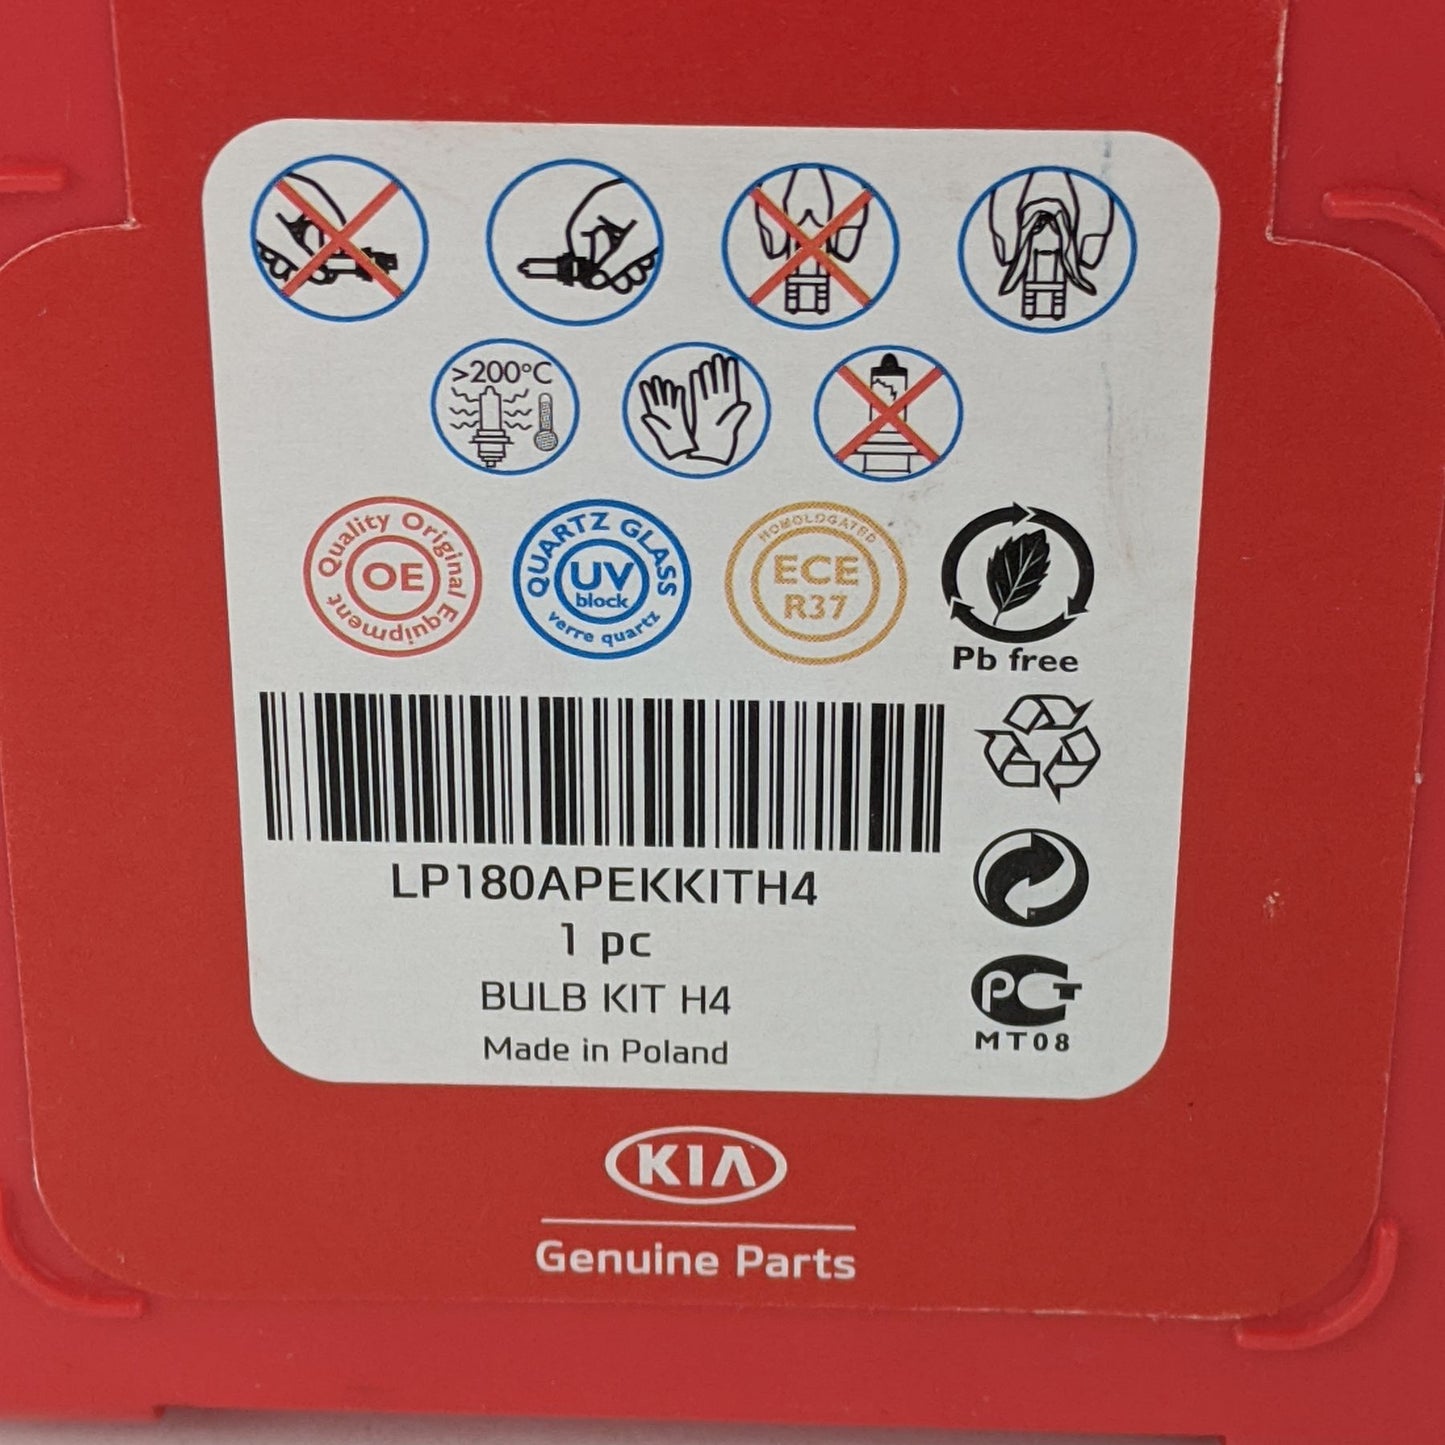 >200°C
Quality Original Equipment
OE
QUARTZ GLASS
UV
block
verre quartz
HOMOLOGATED
ECE
R37
Pb free
LP180APEKKITH4
1 pc
BULB KIT H4
Made in Poland
PCT
MT08
KIA
Genuine Parts